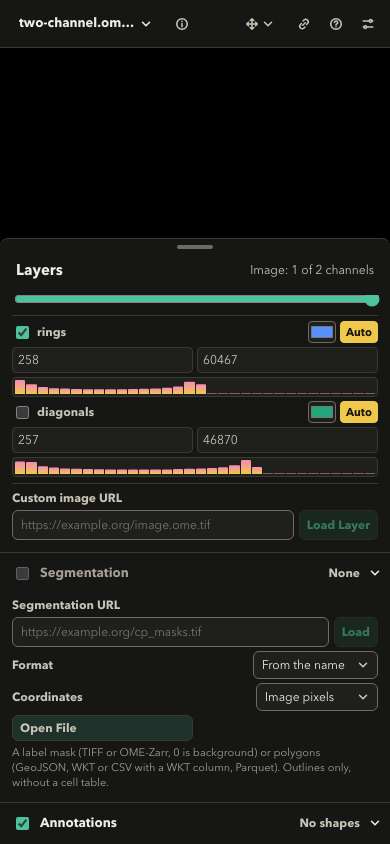 two-channel.om...
Layers
Image: 1 of 2 channels
rings
Auto
258
60467
diagonals
Auto
257
46870
Custom image URL
https://example.org/image.ome.tif
Load Layer
Segmentation
None
Segmentation URL
https://example.org/cp_masks.tif
Load
Format
From the name
Coordinates
Image pixels
Open File
A label mask (TIFF or OME-Zarr, 0 is background) or polygons
(GeoJSON, WKT or CSV with a WKT column, Parquet). Outlines only,
without a cell table.
Annotations
No shapes